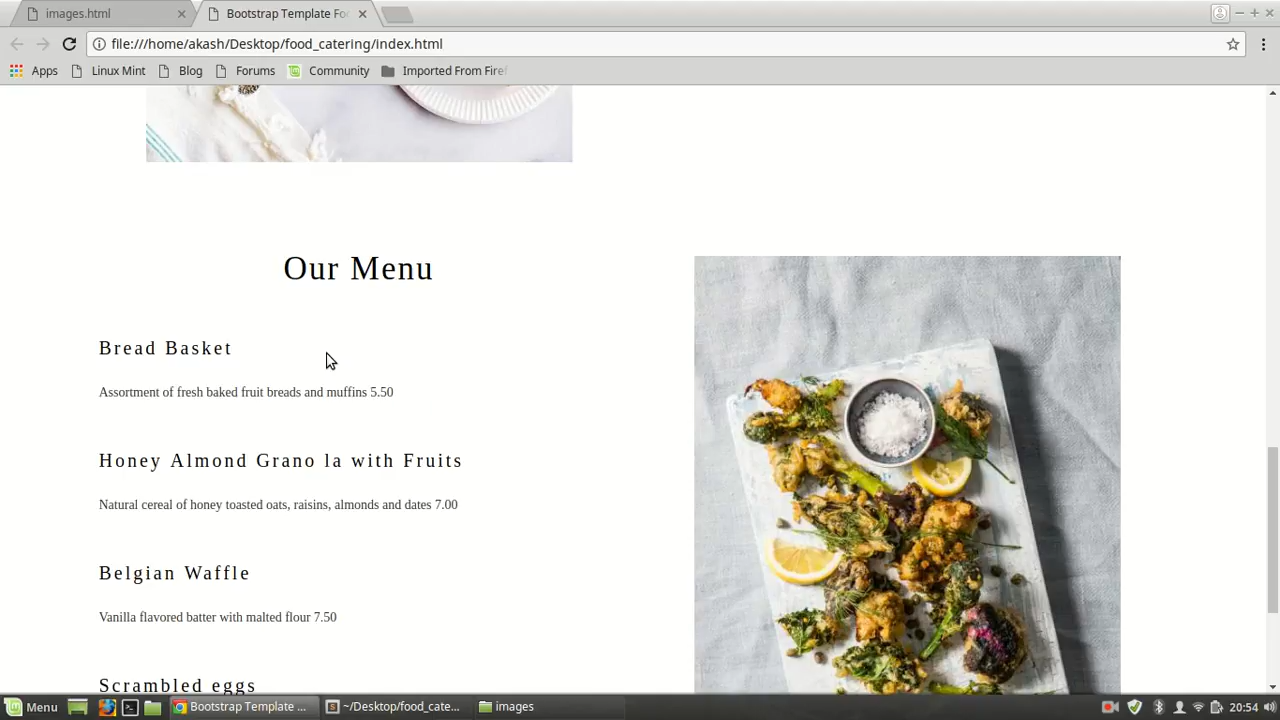 images.html
Bootstrap Template Fo
file:///home/akash/Desktop/food_catering/index.html
Apps Linux Mint Blog Forums Community Imported From Firef
Our Menu
Bread Basket
Assortment of fresh baked fruit breads and muffins 5.50
Honey Almond Grano la with Fruits
Natural cereal of honey toasted oats, raisins, almonds and dates 7.00
Belgian Waffle
Vanilla flavored batter with malted flour 7.50
Scrambled eggs
Menu Bootstrap Template ... ~/Desktop/food_cate... images 20:54